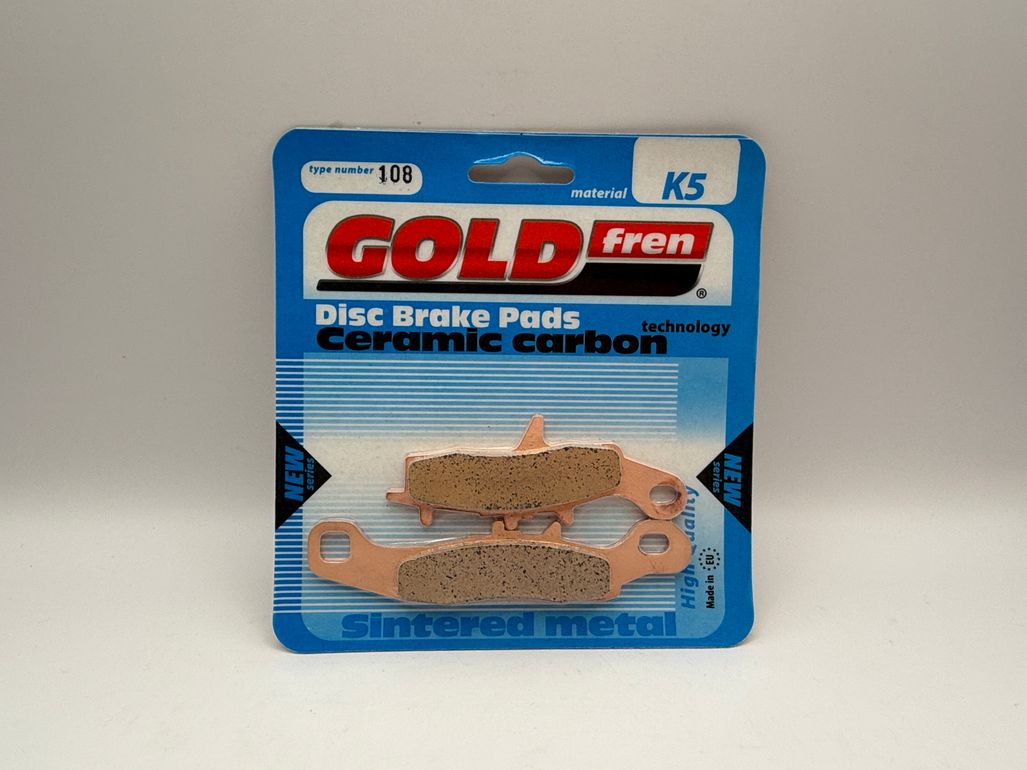 type number 108
material K5
GOLD fren
®
Disc Brake Pads
Ceramic carbon technology
NEW series
NEW series
High Quality
Made in EU
Sintered metal